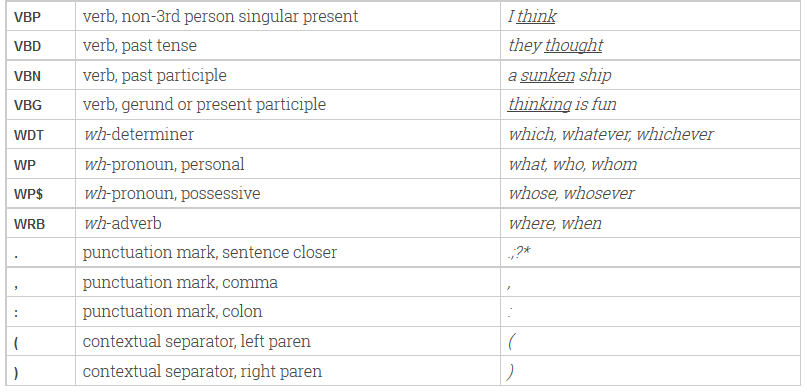 VBP verb, non-3rd person singular present I think
VBD verb, past tense they thought
VBN verb, past participle a sunken ship
VBG verb, gerund or present participle thinking is fun
WDT wh-determiner which, whatever, whichever
WP wh-pronoun, personal what, who, whom
WP$ wh-pronoun, possessive whose, whosever
WRB wh-adverb where, when
. punctuation mark, sentence closer .;?*
, punctuation mark, comma ,
: punctuation mark, colon :
( contextual separator, left paren (
) contextual separator, right paren )